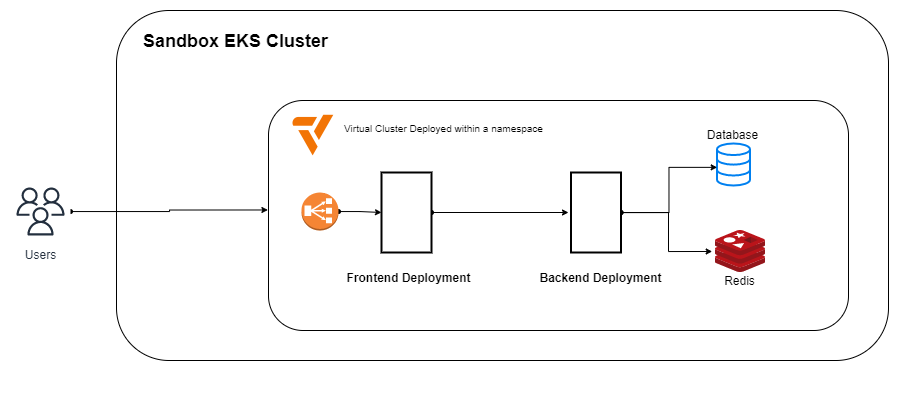 Sandbox EKS Cluster
Virtual Cluster Deployed within a namespace
Database
Users
Frontend Deployment
Backend Deployment
Redis